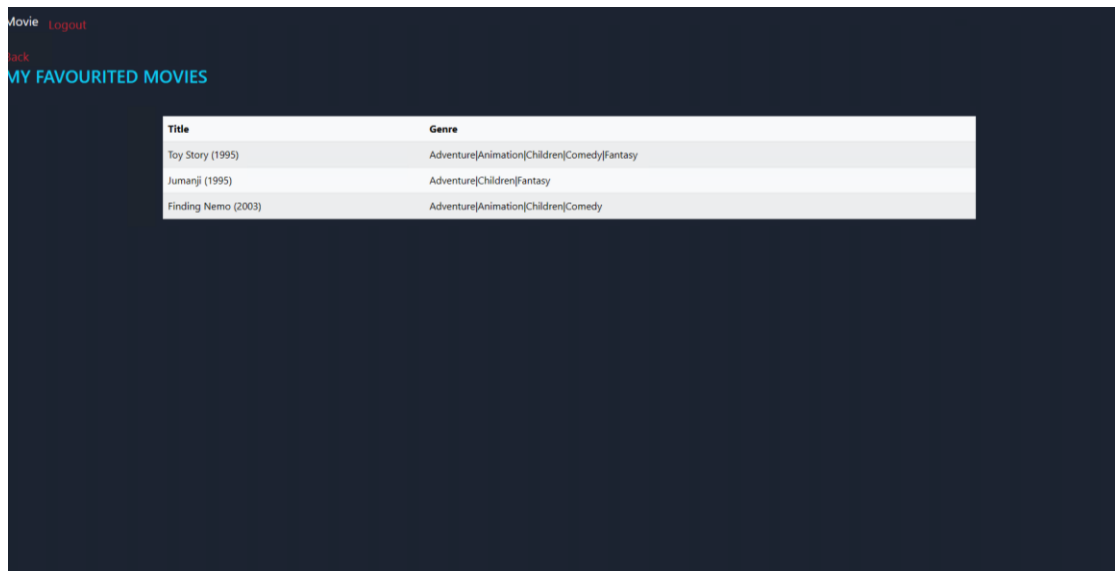 Movie Logout
Back
MY FAVOURITED MOVIES
Title Genre
Toy Story (1995) Adventure|Animation|Children|Comedy|Fantasy
Jumanji (1995) Adventure|Children|Fantasy
Finding Nemo (2003) Adventure|Animation|Children|Comedy